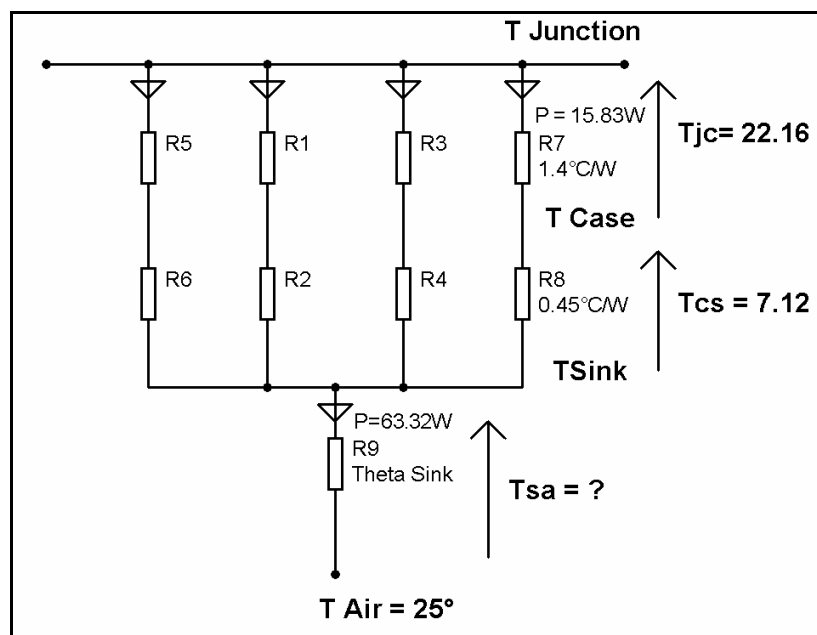 T Junction
P = 15.83W
R5
R1
R3
R7
1.4°C/W
Tjc= 22.16
T Case
R6
R2
R4
R8
0.45°C/W
Tcs = 7.12
TSink
P=63.32W
R9
Theta Sink
Tsa = ?
T Air = 25°